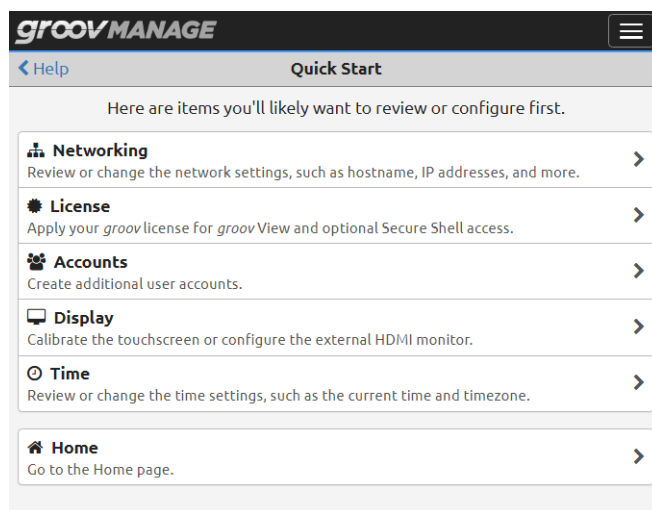 groov MANAGE
Help Quick Start
Here are items you'll likely want to review or configure first.
Networking
Review or change the network settings, such as hostname, IP addresses, and more.
License
Apply your groov license for groov View and optional Secure Shell access.
Accounts
Create additional user accounts.
Display
Calibrate the touchscreen or configure the external HDMI monitor.
Time
Review or change the time settings, such as the current time and timezone.
Home
Go to the Home page.